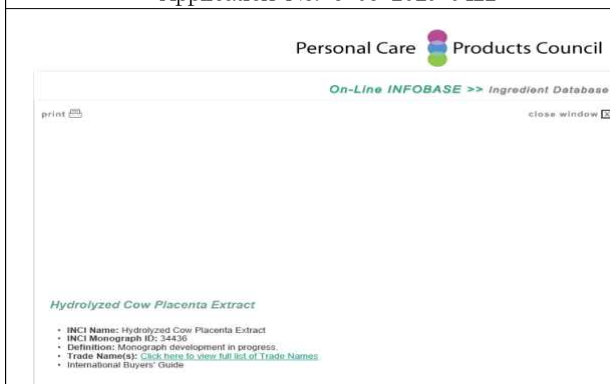 Personal Care Products Council
On-Line INFOBASE >> Ingredient Database
print
close window X
Hydrolyzed Cow Placenta Extract
• INCI Name: Hydrolyzed Cow Placenta Extract
• INCI Monograph ID: 34436
• Definition: Monograph development in progress.
• Trade Name(s): Click here to view full list of Trade Names
• International Buyers' Guide